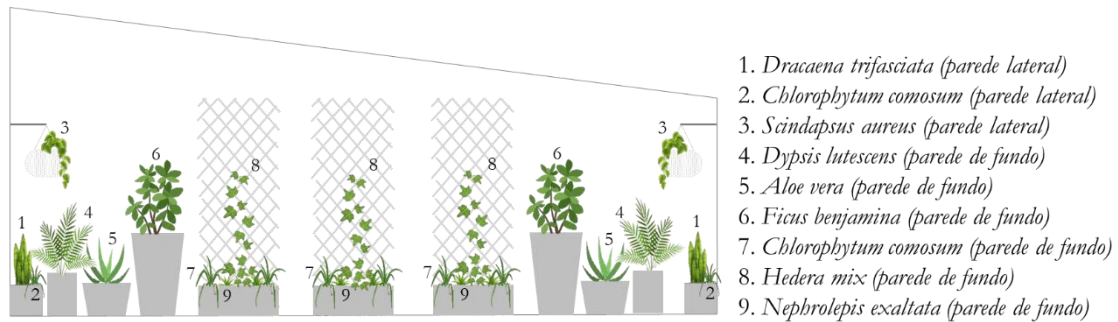 1. Dracaena trifasciata (parede lateral)
2. Chlorophytum comosum (parede lateral)
3. Scindapsus aureus (parede lateral)
4. Dypsis lutescens (parede de fundo)
5. Aloe vera (parede de fundo)
6. Ficus benjamina (parede de fundo)
7. Chlorophytum comosum (parede de fundo)
8. Hedera mix (parede de fundo)
9. Nephrolepis exaltata (parede de fundo)
3
3
6
8
8
8
6
1
4
5
5
4
1
7
7
7
2
9
9
9
2